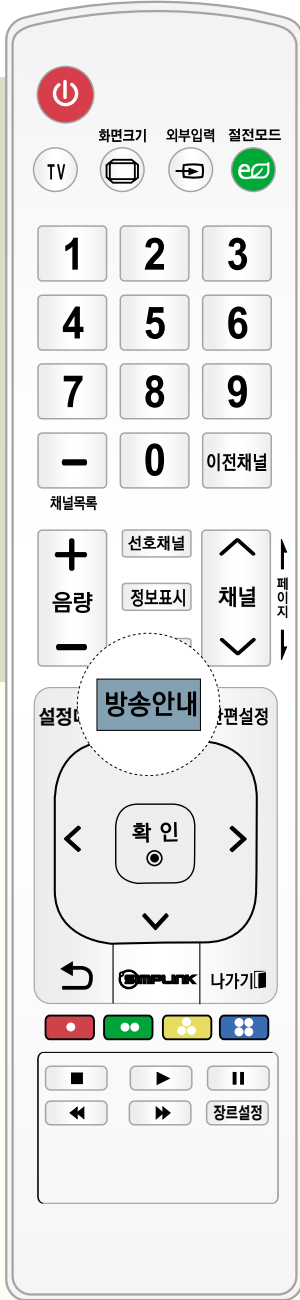 화면크기 외부입력 절전모드
TV
1 2 3
4 5 6
7 8 9
− 0 이전채널
채널목록
+ 선호채널
음량 정보표시 채널 페이지
−
설정 방송안내 간편설정
확인
SIMPLINK 나가기
장르설정